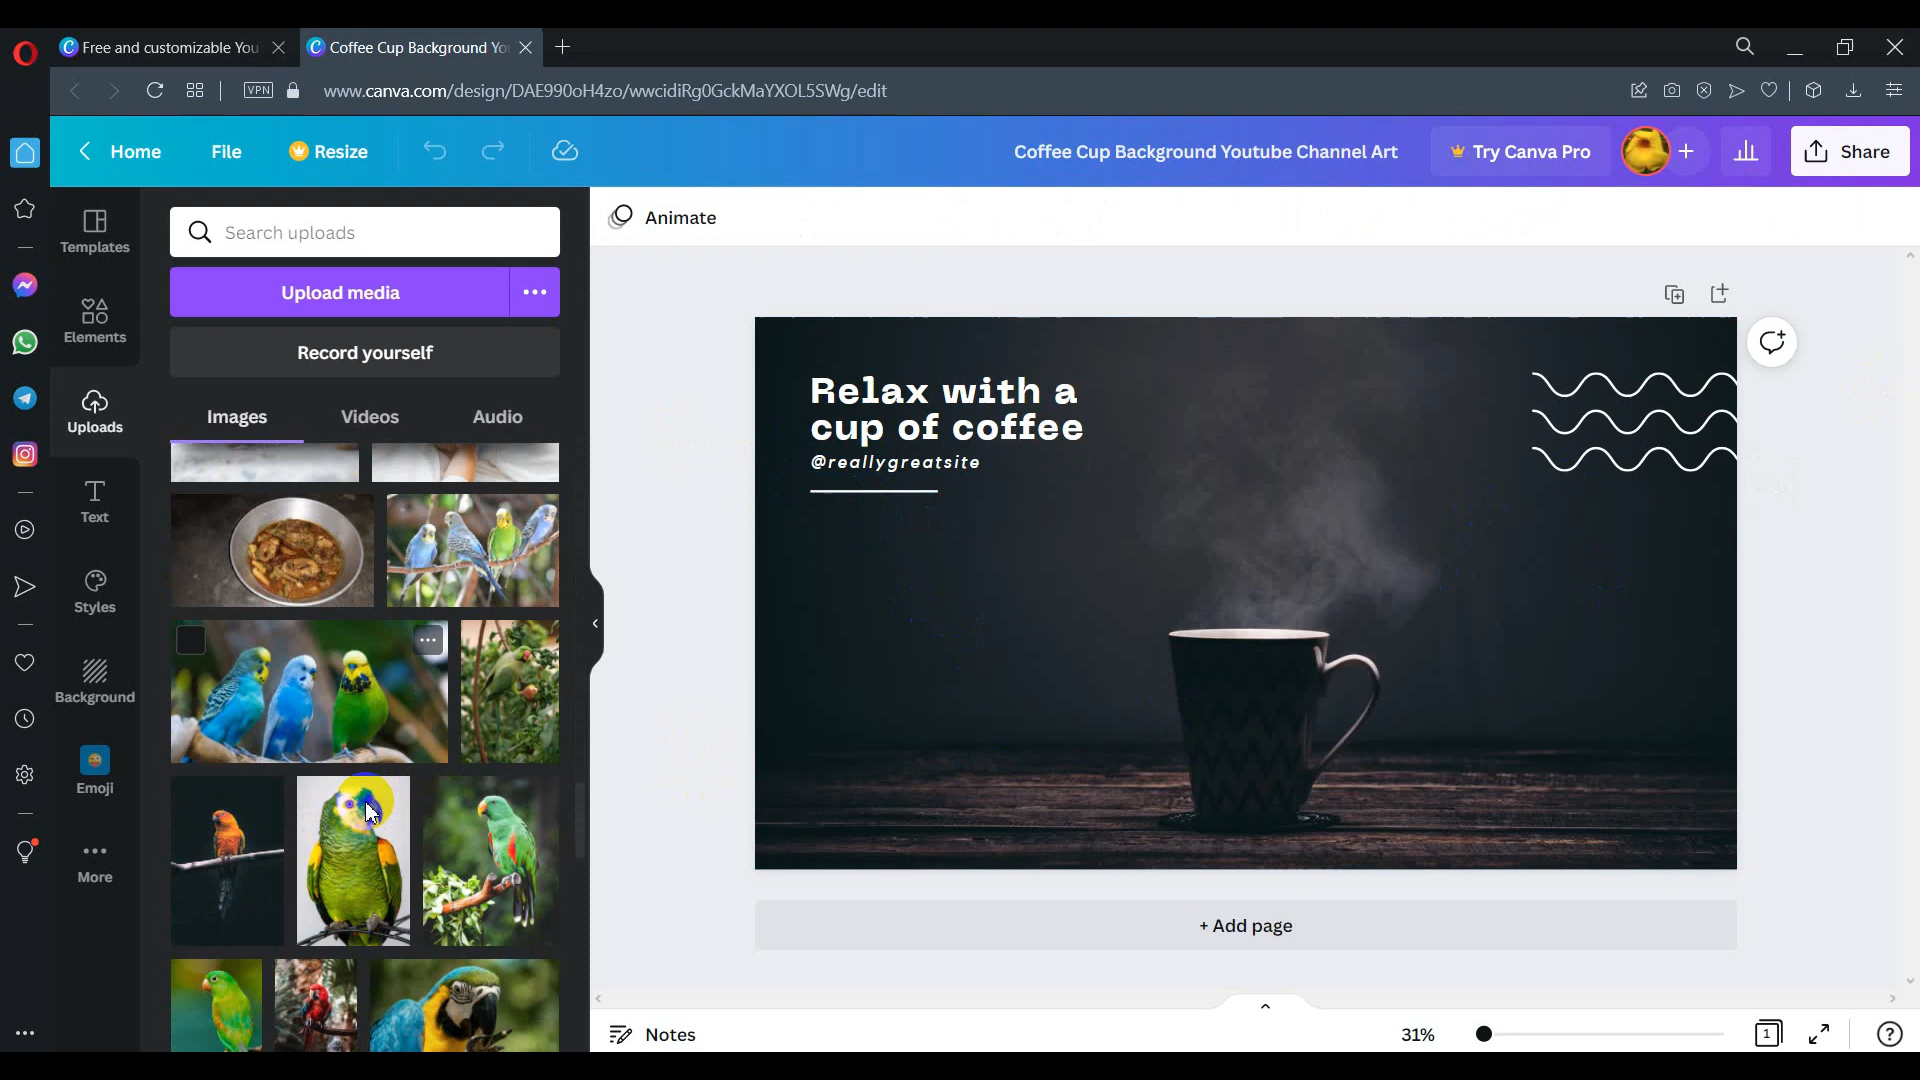 Free and customizable You
Coffee Cup Background Yo
VPN
www.canva.com/design/DAE990oH4zo/wwcidiRg0GckMaYXOL5SWg/edit
Home
File
Resize
Coffee Cup Background Youtube Channel Art
Try Canva Pro
Share
Templates
Elements
Uploads
Text
Styles
Background
Emoji
More
Search uploads
Upload media
Record yourself
Images
Videos
Audio
Animate
Relax with a
cup of coffee
@reallygreatsite
+ Add page
Notes
31%
1